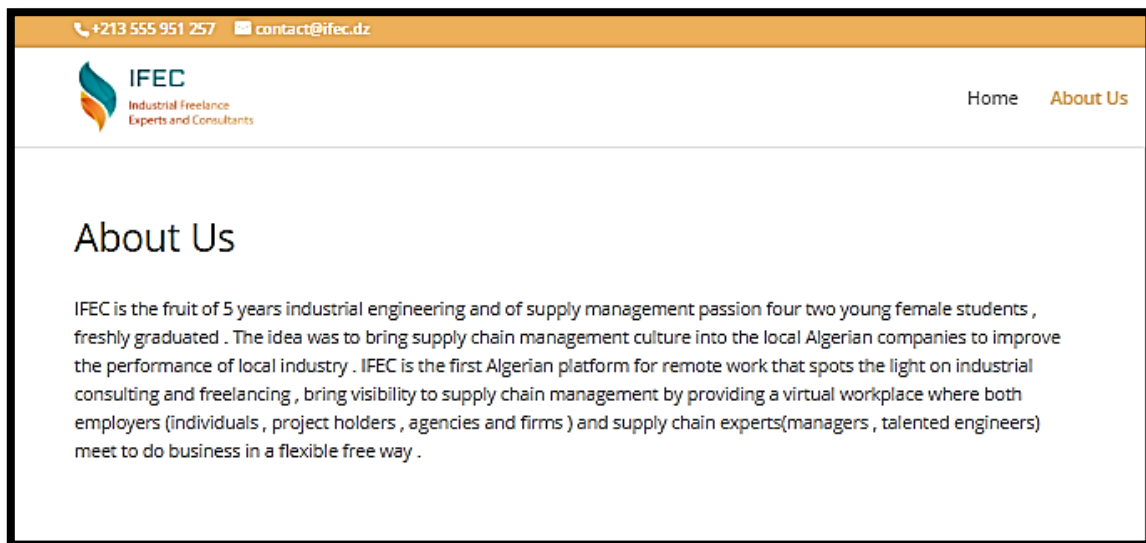 +213 555 951 257 contact@ifec.dz
IFEC
Industrial Freelance
Experts and Consultants
Home About Us
About Us
IFEC is the fruit of 5 years industrial engineering and of supply management passion four two young female students ,
freshly graduated . The idea was to bring supply chain management culture into the local Algerian companies to improve
the performance of local industry . IFEC is the first Algerian platform for remote work that spots the light on industrial
consulting and freelancing , bring visibility to supply chain management by providing a virtual workplace where both
employers (individuals , project holders , agencies and firms ) and supply chain experts(managers , talented engineers)
meet to do business in a flexible free way .